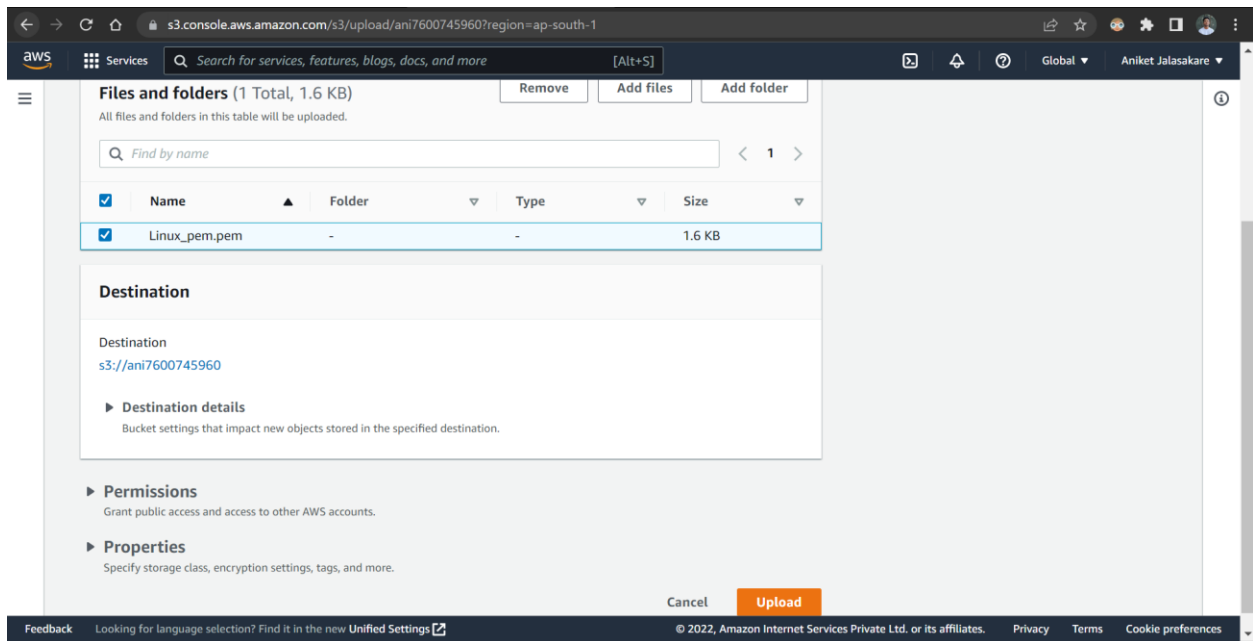 s3.console.aws.amazon.com/s3/upload/ani7600745960?region=ap-south-1
aws Services Search for services, features, blogs, docs, and more [Alt+S] Global Aniket Jalasakare
Files and folders (1 Total, 1.6 KB) Remove Add files Add folder
All files and folders in this table will be uploaded.
Find by name 1
Name Folder Type Size
Linux_pem.pem - - 1.6 KB
Destination
Destination
s3://ani7600745960
Destination details
Bucket settings that impact new objects stored in the specified destination.
Permissions
Grant public access and access to other AWS accounts.
Properties
Specify storage class, encryption settings, tags, and more.
Cancel Upload
Feedback Looking for language selection? Find it in the new Unified Settings © 2022, Amazon Internet Services Private Ltd. or its affiliates. Privacy Terms Cookie preferences